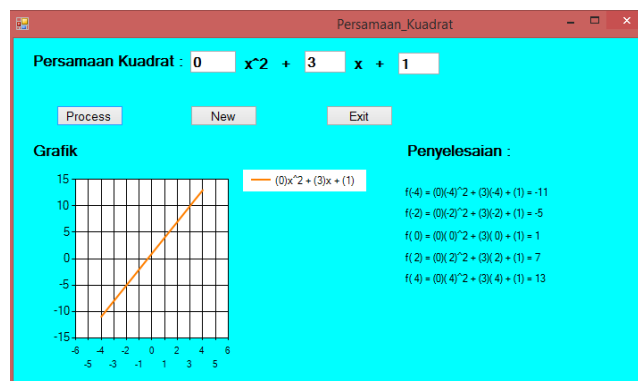 Persamaan_Kuadrat
Persamaan Kuadrat : 0 x^2 + 3 x + 1
Process New Exit
Grafik
(0)x^2 + (3)x + (1)
15
10
5
0
-5
-10
-15
-6 -4 -2 0 2 4 6
-5 -3 -1 1 3 5
Penyelesaian :
f(-4) = (0)(-4)^2 + (3)(-4) + (1) = -11
f(-2) = (0)(-2)^2 + (3)(-2) + (1) = -5
f( 0) = (0)( 0)^2 + (3)( 0) + (1) = 1
f( 2) = (0)( 2)^2 + (3)( 2) + (1) = 7
f( 4) = (0)( 4)^2 + (3)( 4) + (1) = 13